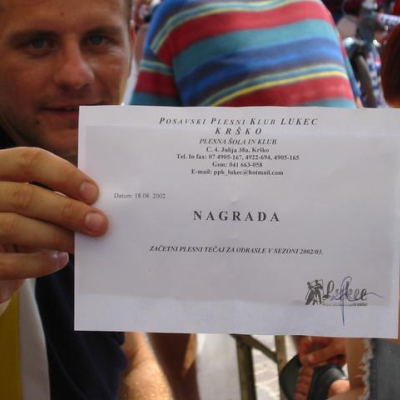 POSAVSKI PLESNI KLUB LUKEC
KRŠKO
PLESNA ŠOLA IN KLUB
C. 4. Julija 38a, Krško
Tel. In fax: 07 4905-167, 4922-694, 4905-165
Gsm: 041 663-058
E-mail: ppk_lukec@hotmail.com
Datum: 18.08. 2002
NAGRADA
ZAČETNI PLESNI TEČAJ ZA ODRASLE V SEZONI 2002/03.
Lukec